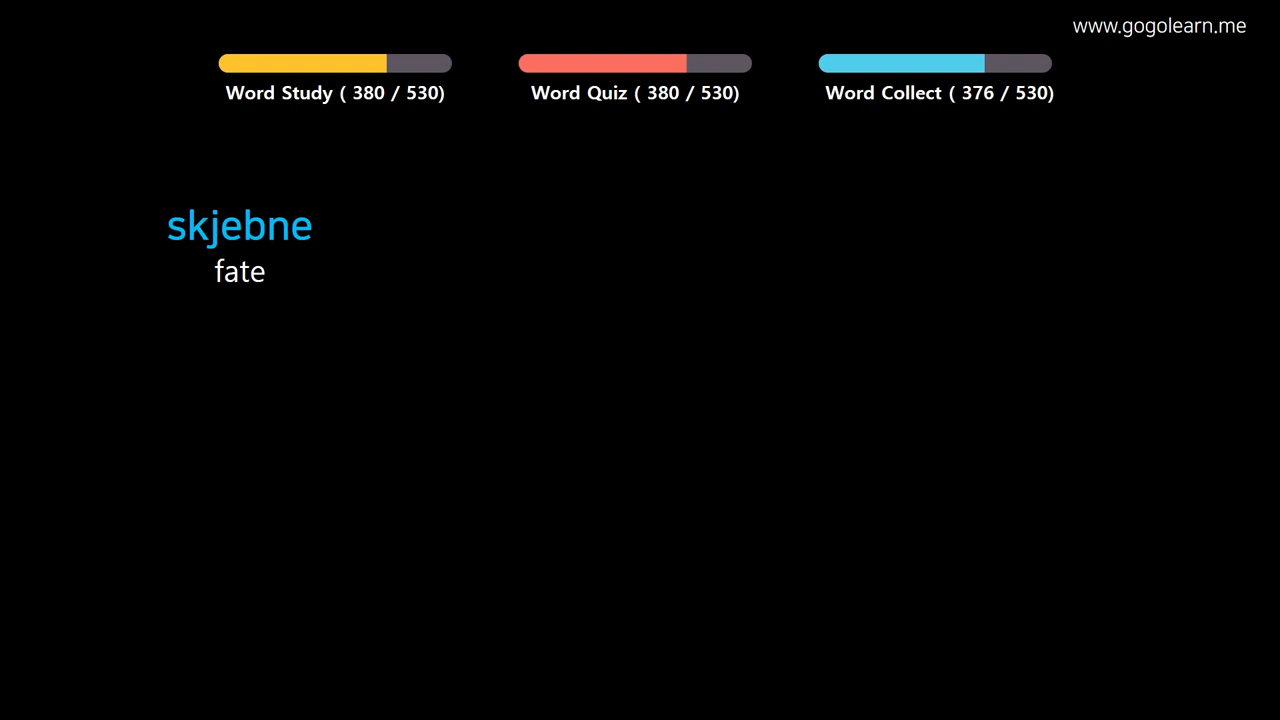 www.gogolearn.me
Word Study ( 380 / 530)
Word Quiz ( 380 / 530)
Word Collect ( 376 / 530)
skjebne
fate